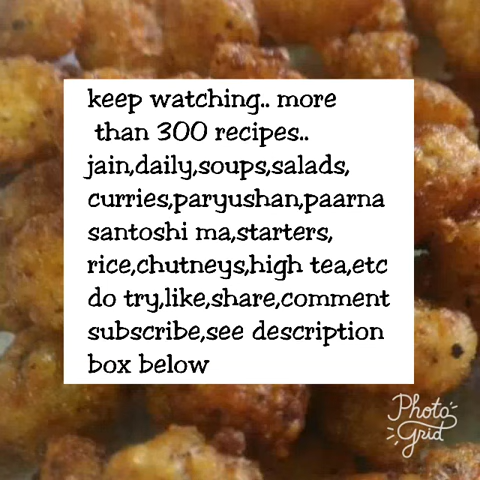 keep watching.. more
than 300 recipes..
jain,daily,soups,salads,
curries,paryushan,paarna
santoshi ma,starters,
rice,chutneys,high tea,etc
do try,like,share,comment
subscribe,see description
box below
Photo
Grid